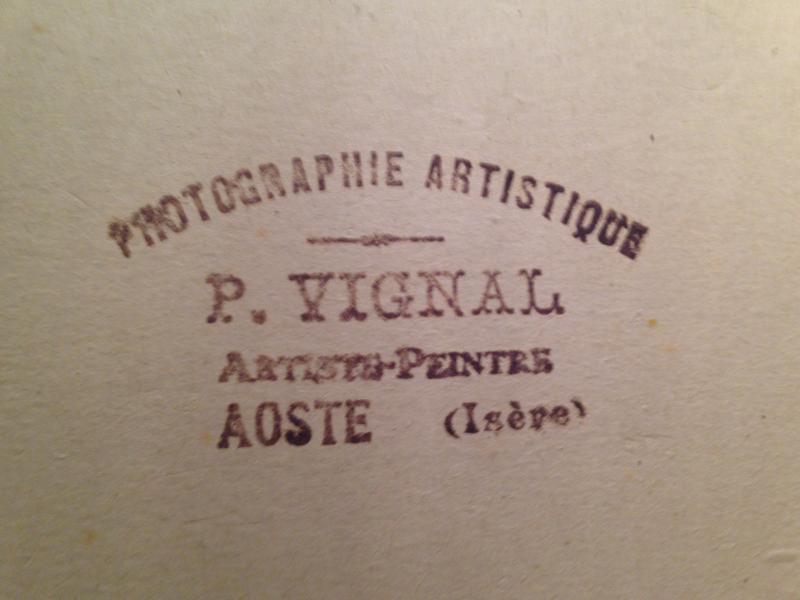 PHOTOGRAPHIE ARTISTIQUE
P. VIGNAL
ARTISTE-PEINTRE
AOSTE (Isère)